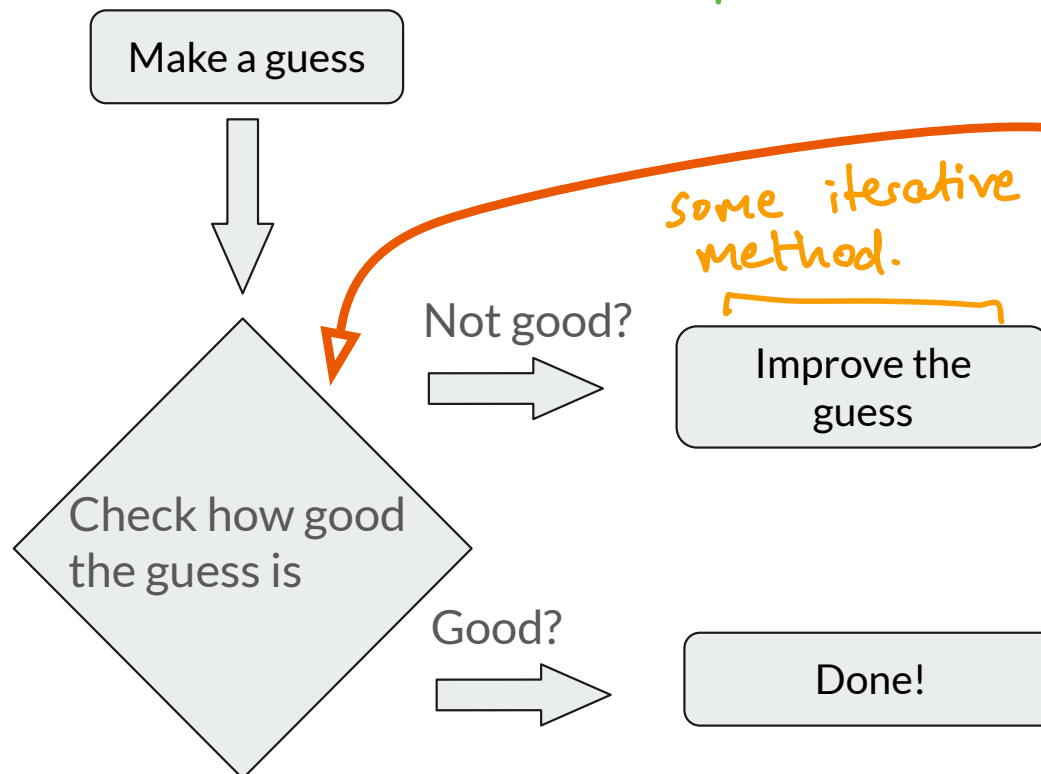 Make a guess
some iterative
method.
Not good?
Improve the
guess
Check how good
the guess is
Good?
Done!